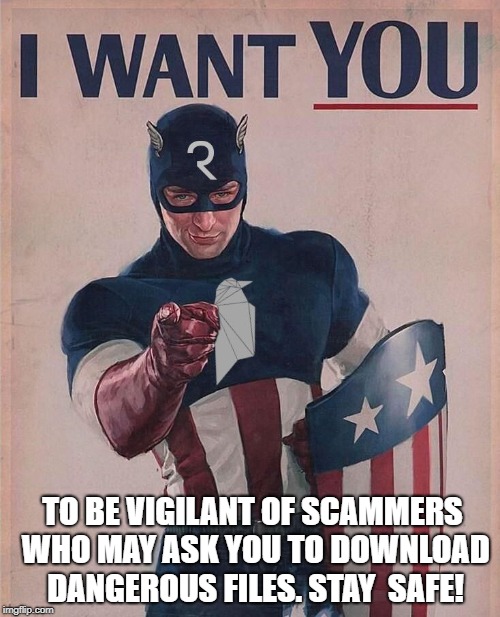 I WANT YOU
TO BE VIGILANT OF SCAMMERS
WHO MAY ASK YOU TO DOWNLOAD
DANGEROUS FILES. STAY  SAFE!
imgflip.com